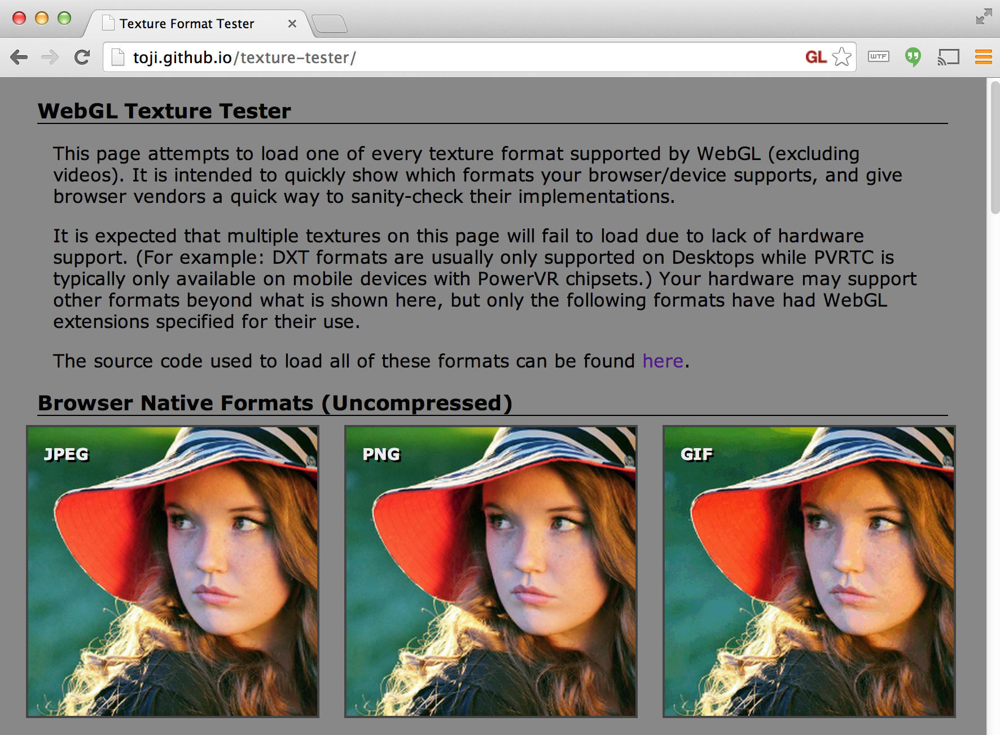 Texture Format Tester
toji.github.io/texture-tester/
GL
WTF
WebGL Texture Tester
This page attempts to load one of every texture format supported by WebGL (excluding
videos). It is intended to quickly show which formats your browser/device supports, and give
browser vendors a quick way to sanity-check their implementations.
It is expected that multiple textures on this page will fail to load due to lack of hardware
support. (For example: DXT formats are usually only supported on Desktops while PVRTC is
typically only available on mobile devices with PowerVR chipsets.) Your hardware may support
other formats beyond what is shown here, but only the following formats have had WebGL
extensions specified for their use.
The source code used to load all of these formats can be found here.
Browser Native Formats (Uncompressed)
JPEG
PNG
GIF